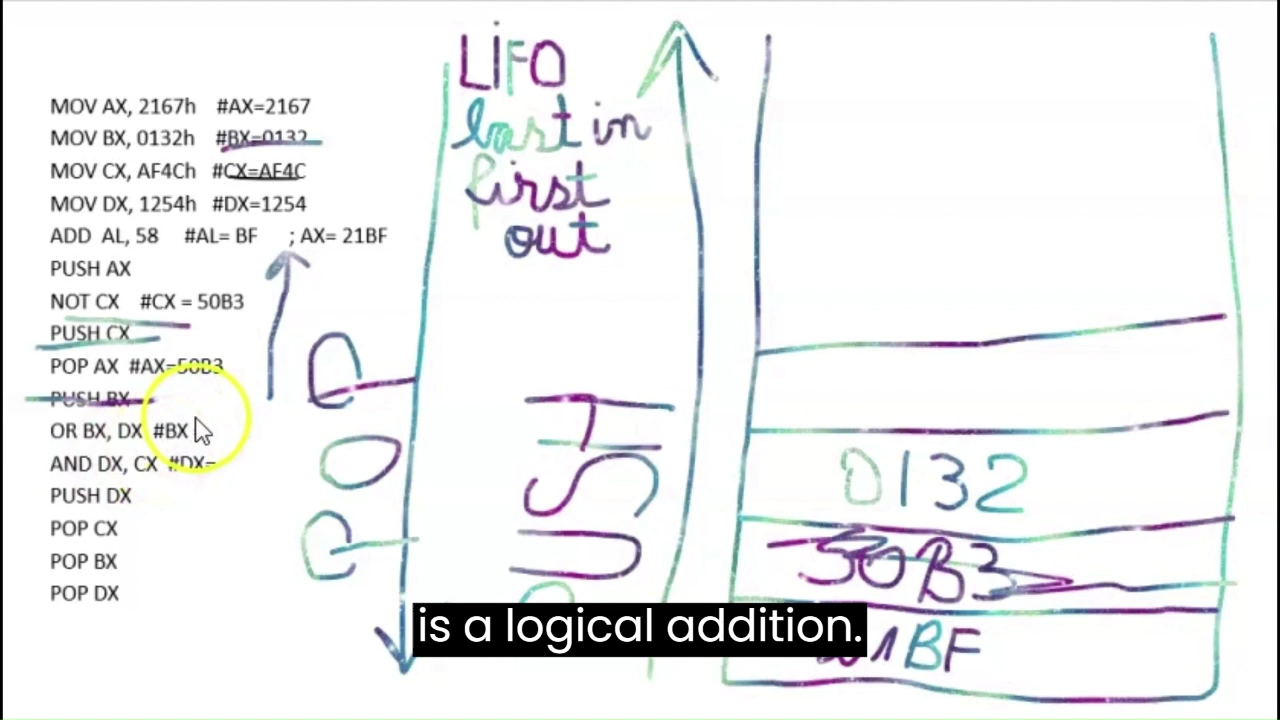 MOV AX, 2167h #AX=2167
MOV BX, 0132h #BX=0132
MOV CX, AF4Ch #CX=AF4C
MOV DX, 1254h #DX=1254
ADD AL, 58 #AL= BF ; AX= 21BF
PUSH AX
NOT CX #CX = 50B3
PUSH CX
POP AX #AX=50B3
PUSH BX
OR BX, DX #BX
AND DX, CX #DX=
PUSH DX
POP CX
POP BX
POP DX
LIFO
last in
first
out
POP
PUSH
0132
50B3
1BF
is a logical addition.